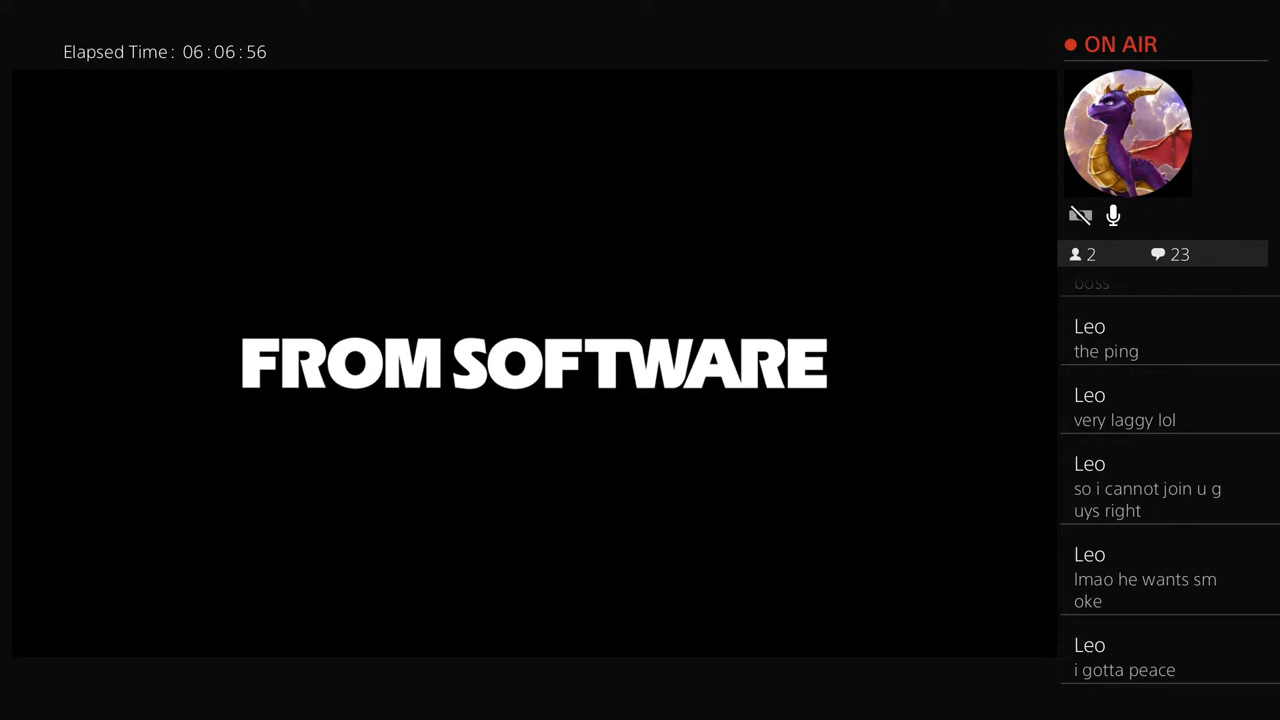 Elapsed Time: 06:06:56
ON AIR
2 23
boss
Leo
the ping
Leo
very laggy lol
Leo
so i cannot join u g
uys right
Leo
lmao he wants sm
oke
Leo
i gotta peace
FROM SOFTWARE